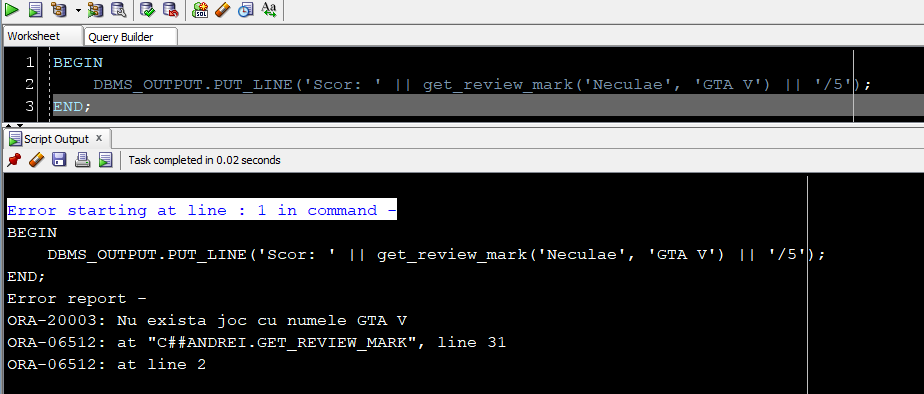 SQL
Aa
Worksheet Query Builder
1 BEGIN
2 DBMS_OUTPUT.PUT_LINE('Scor: ' || get_review_mark('Neculae', 'GTA V') || '/5');
3 END;
Script Output x
Task completed in 0.02 seconds
Error starting at line : 1 in command -
BEGIN
DBMS_OUTPUT.PUT_LINE('Scor: ' || get_review_mark('Neculae', 'GTA V') || '/5');
END;
Error report -
ORA-20003: Nu exista joc cu numele GTA V
ORA-06512: at "C##ANDREI.GET_REVIEW_MARK", line 31
ORA-06512: at line 2